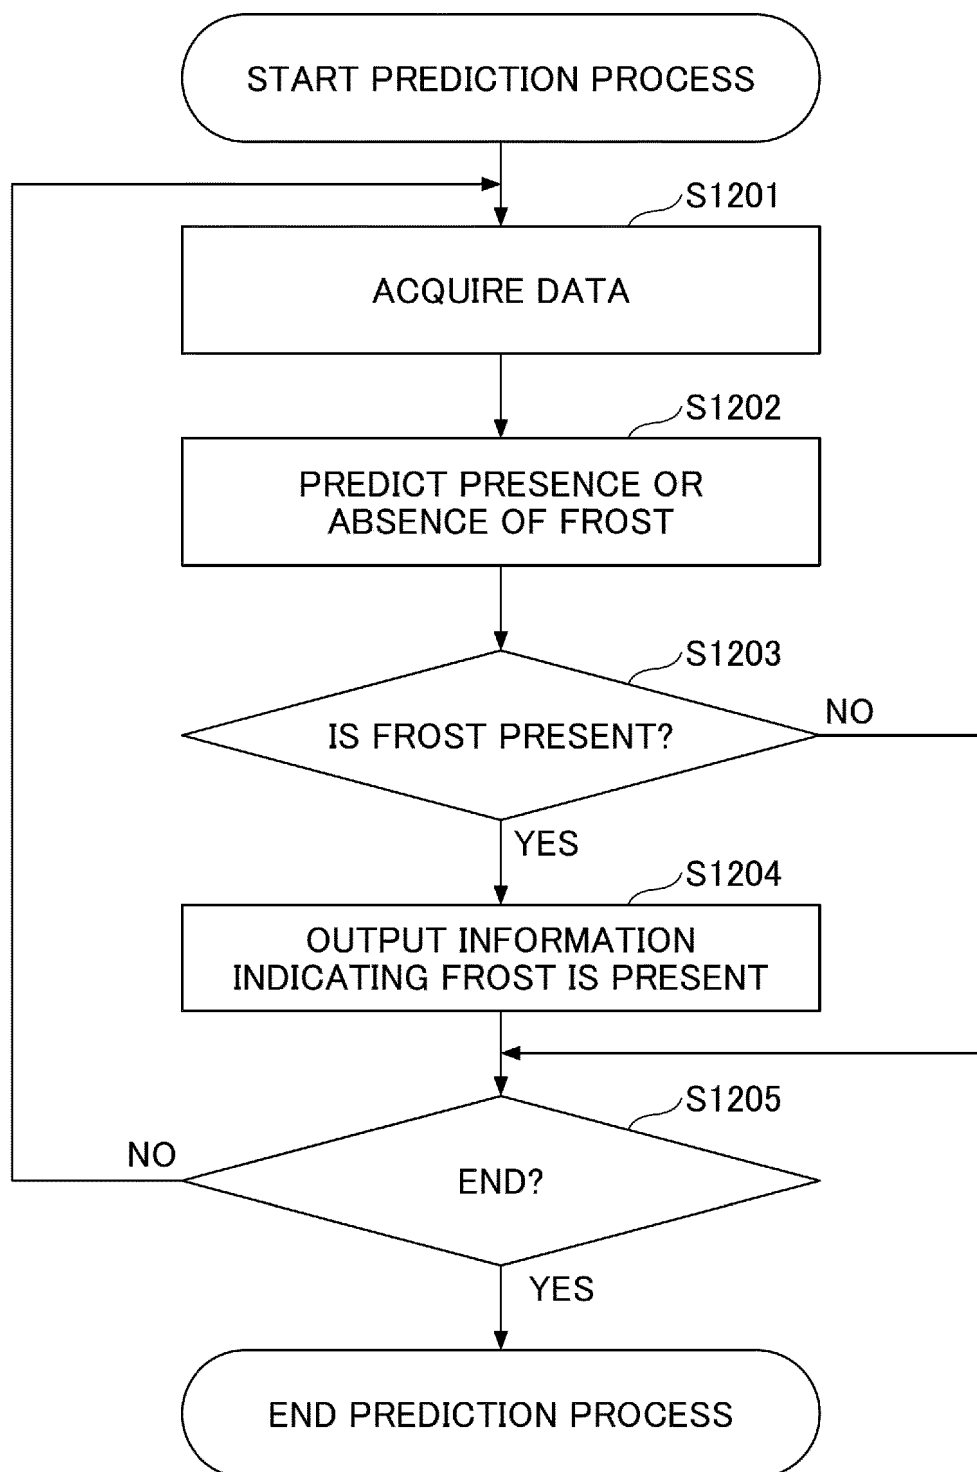 START PREDICTION PROCESS
S1201
ACQUIRE DATA
S1202
PREDICT PRESENCE OR
ABSENCE OF FROST
S1203
IS FROST PRESENT?
NO
YES
S1204
OUTPUT INFORMATION
INDICATING FROST IS PRESENT
S1205
NO
END?
YES
END PREDICTION PROCESS